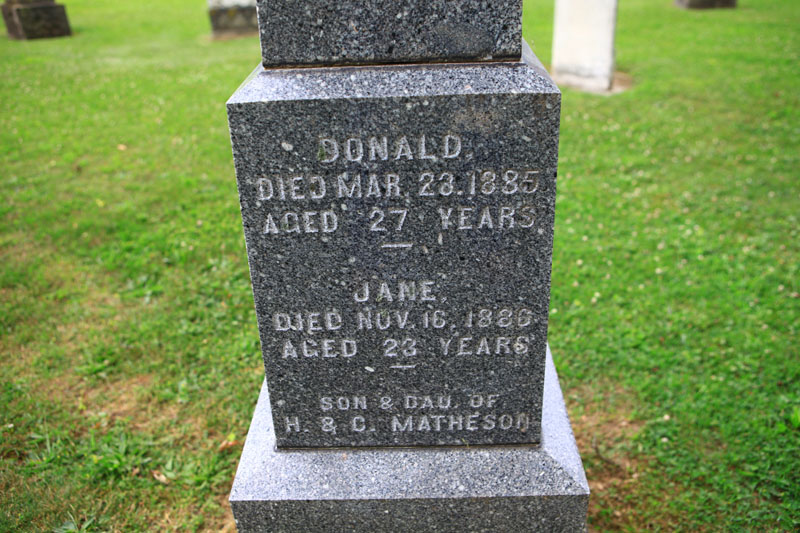 DONALD.
DIED MAR. 23. 1885
AGED 27 YEARS.
JANE.
DIED NOV. 16. 1886
AGED 23 YEARS
SON & DAU. OF
H. & C. MATHESON